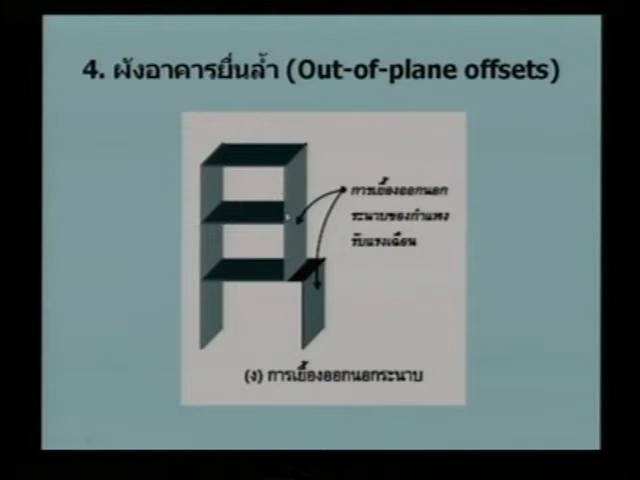 4. ผังอาคารยื่นล้ำ (Out-of-plane offsets)
การเยื้องออกนอก
ระนาบของกำแพง
รับแรงเฉือน
(ง) การเยื้องออกนอกระนาบ